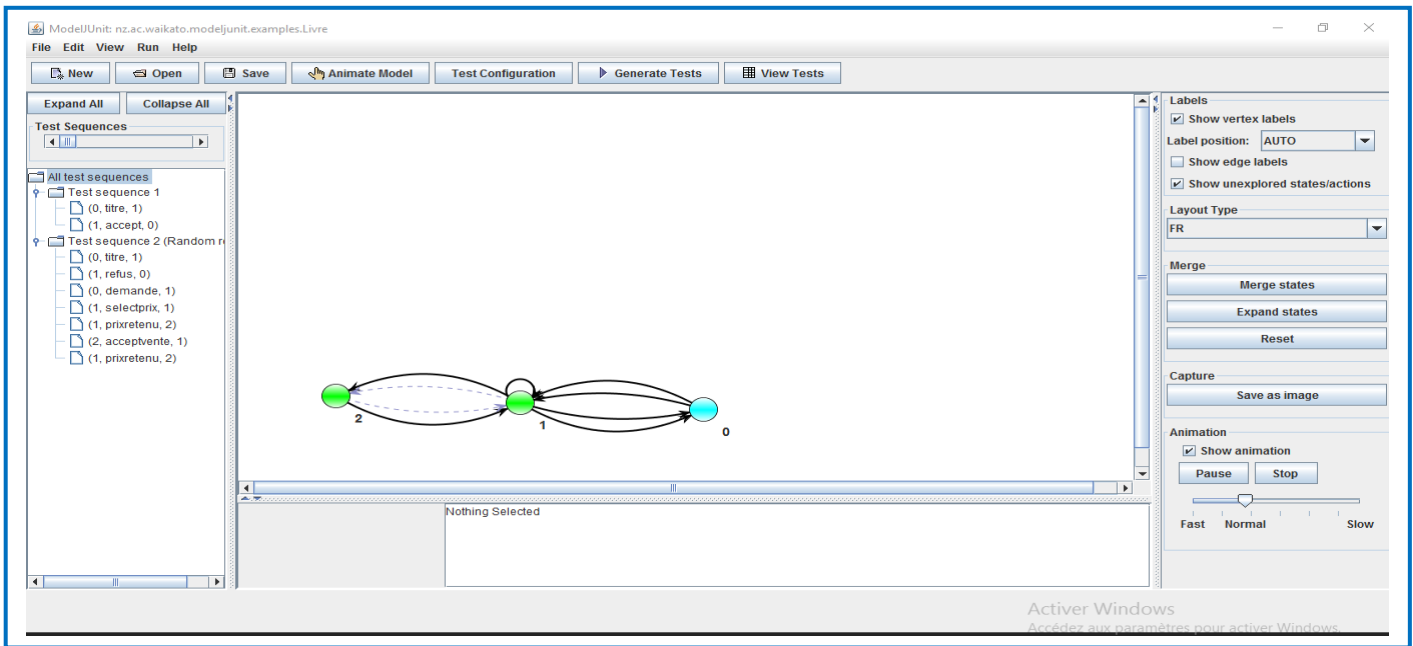 ModelJUnit: nz.ac.waikato.modeljunit.examples.Livre
File Edit View Run Help
New Open Save Animate Model Test Configuration Generate Tests View Tests
Expand All Collapse All
Test Sequences
All test sequences
Test sequence 1
(0, titre, 1)
(1, accept, 0)
Test sequence 2 (Random r
(0, titre, 1)
(1, refus, 0)
(0, demande, 1)
(1, selectprix, 1)
(1, prixretenu, 2)
(2, acceptvente, 1)
(1, prixretenu, 2)
2 1 0
Nothing Selected
Labels
Show vertex labels
Label position: AUTO
Show edge labels
Show unexplored states/actions
Layout Type
FR
Merge
Merge states
Expand states
Reset
Capture
Save as image
Animation
Show animation
Pause Stop
Fast Normal Slow
Activer Windows
Accédez aux paramètres pour activer Windows.